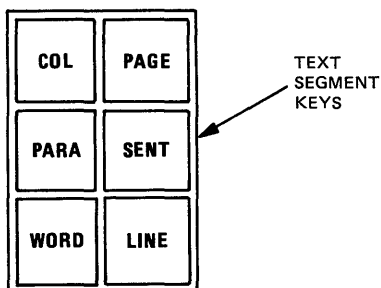 COL PAGE
PARA SENT
WORD LINE
TEXT
SEGMENT
KEYS